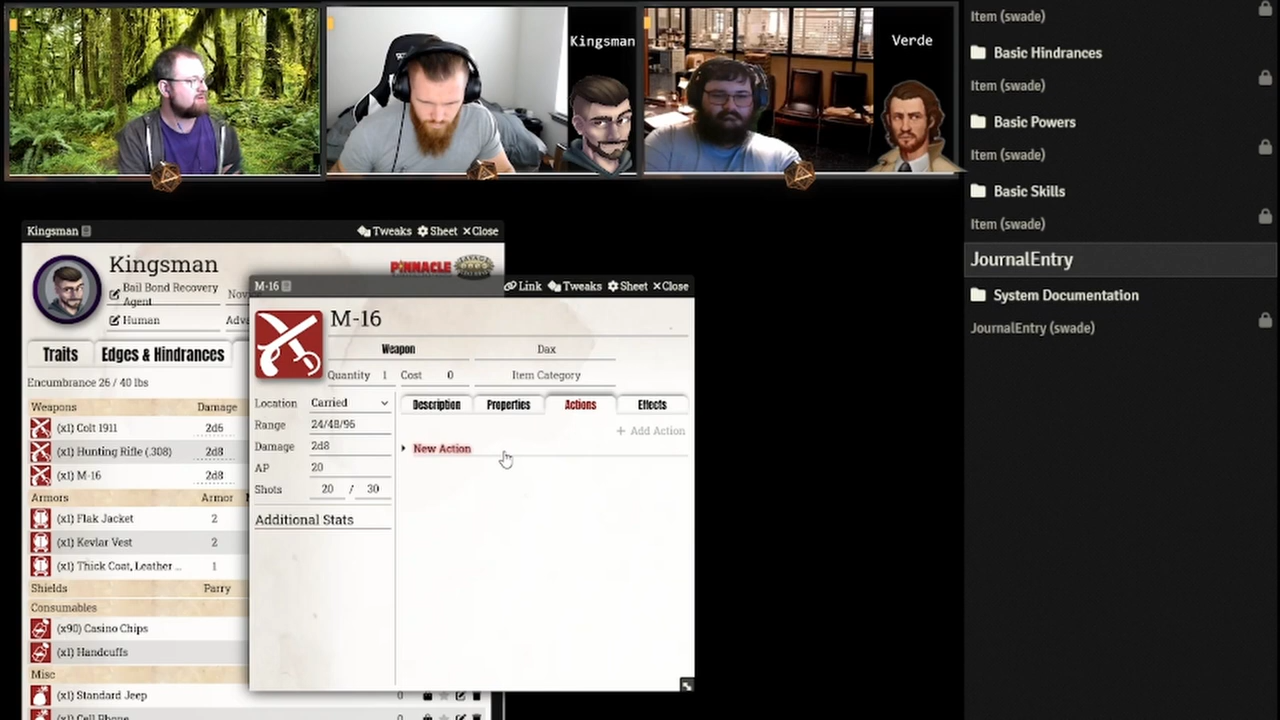 Kingsman
Verde
Item (swade)
Basic Hindrances
Item (swade)
Basic Powers
Item (swade)
Basic Skills
Item (swade)
JournalEntry
System Documentation
JournalEntry (swade)
Kingsman
Tweaks Sheet Close
Kingsman
PINNACLE
Bail Bond Recovery
Agent
Human
Traits Edges & Hindrances
Encumbrance 26 / 40 lbs
Weapons Damage
(x1) Colt 1911 2d6
(x1) Hunting Rifle (.308) 2d8
(x1) M-16 2d8
Armors Armor
(x1) Flak Jacket 2
(x1) Kevlar Vest 2
(x1) Thick Coat, Leather ... 1
Shields Parry
Consumables
(x90) Casino Chips
(x1) Handcuffs
Misc
(x1) Standard Jeep 0
(x1) Cell Phone
M-16
Link Tweaks Sheet Close
M-16
Weapon Dax
Quantity 1 Cost 0 Item Category
Location Carried
Range 24/48/96
Damage 2d8
AP 20
Shots 20 / 30
Additional Stats
Description Properties Actions Effects
+ Add Action
New Action